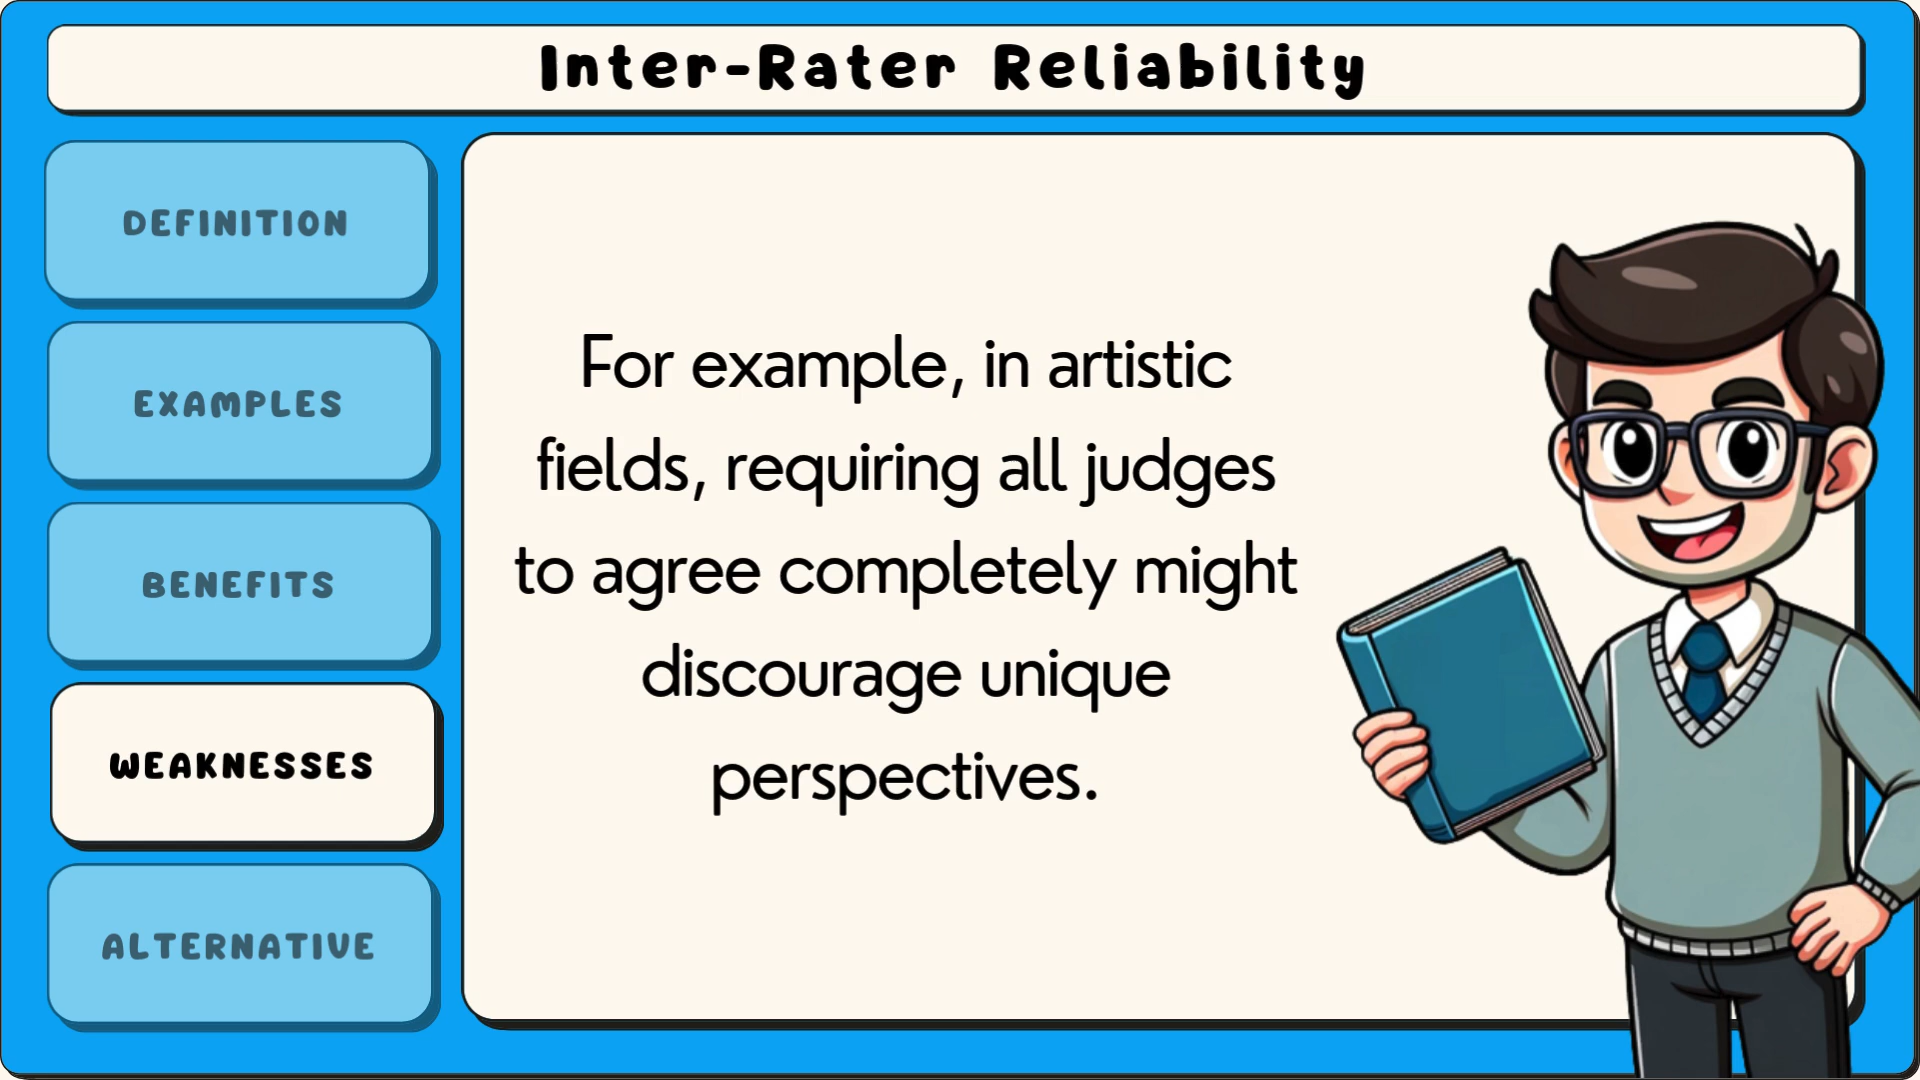 Inter-Rater Reliability
DEFINITION
EXAMPLES
BENEFITS
WEAKNESSES
ALTERNATIVE
For example, in artistic
fields, requiring all judges
to agree completely might
discourage unique
perspectives.